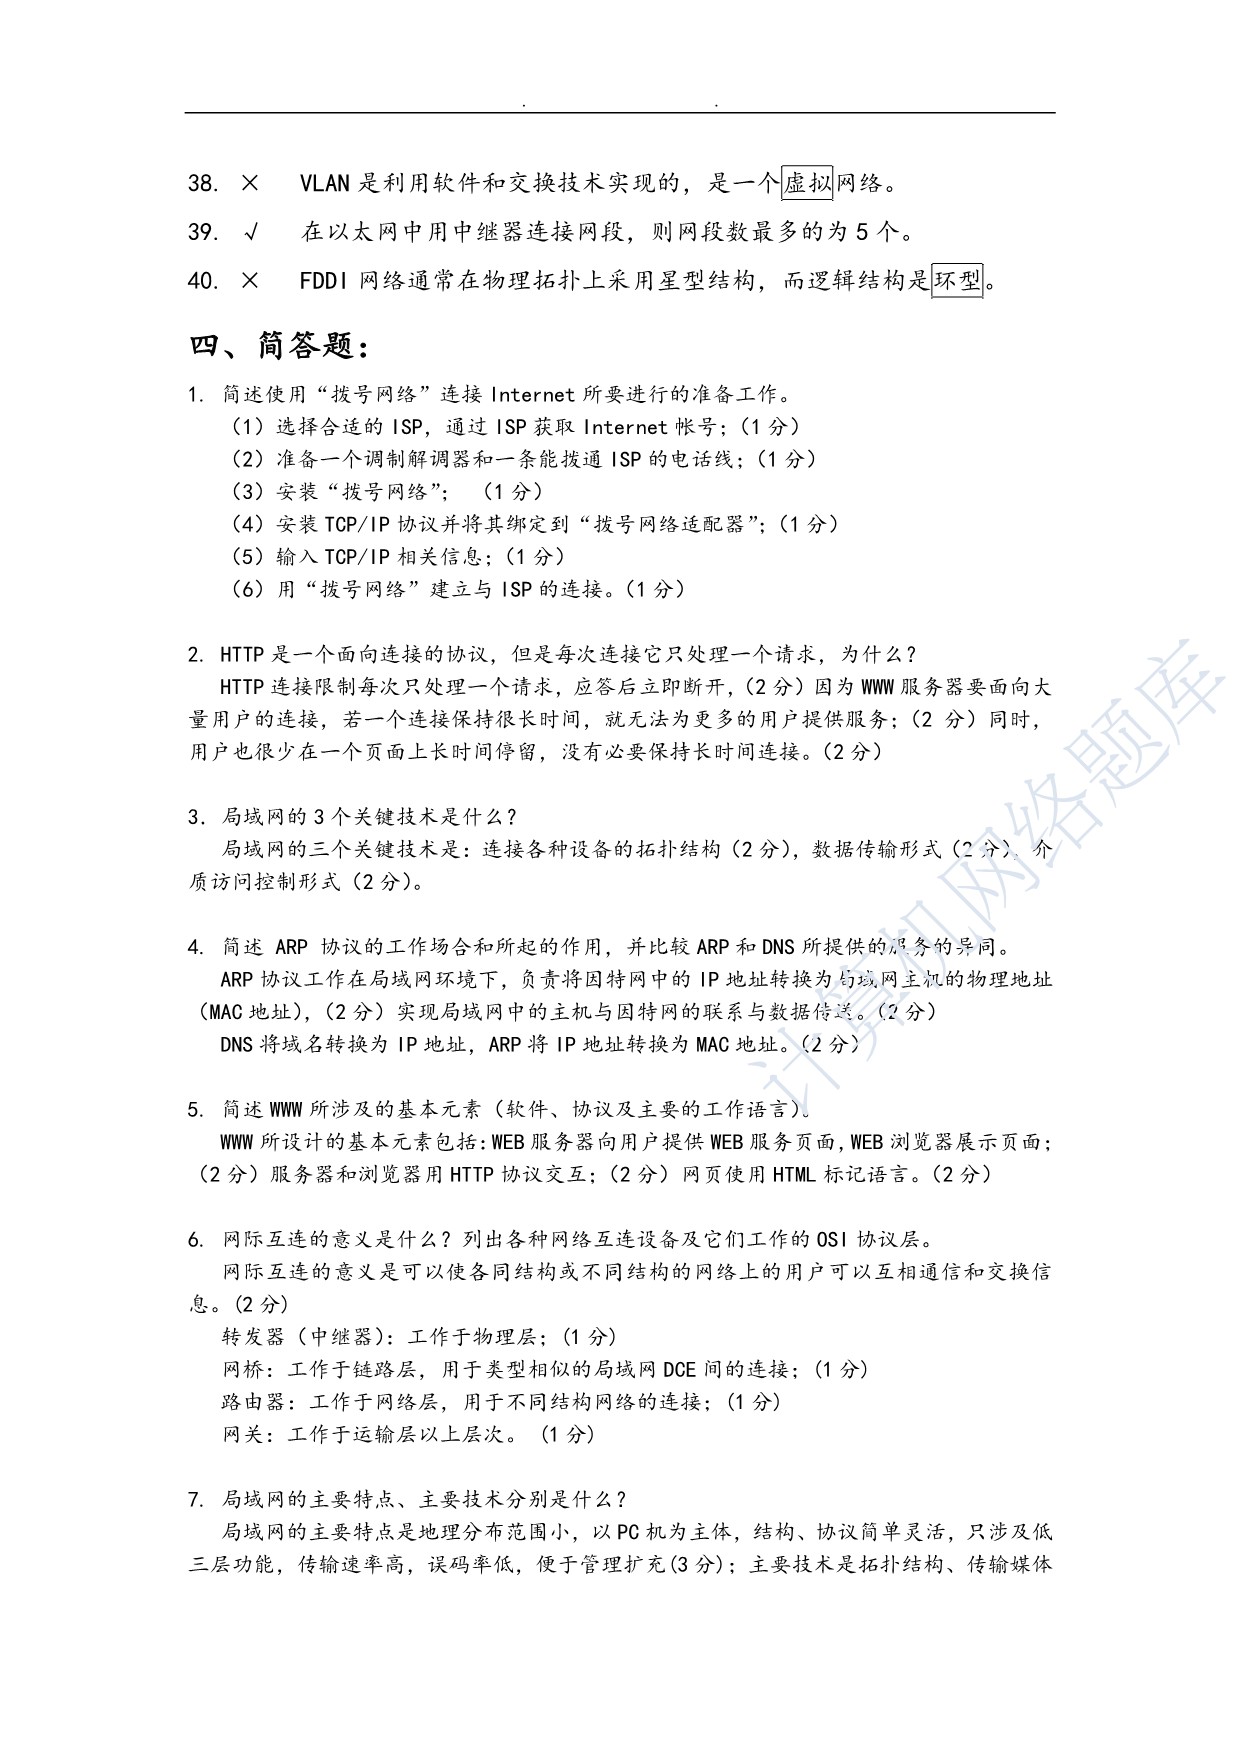 38. ×  VLAN 是利用软件和交换技术实现的，是一个虚拟网络。
39. √  在以太网中用中继器连接网段，则网段数最多的为 5 个。
40. ×  FDDI 网络通常在物理拓扑上采用星型结构，而逻辑结构是环型。
四、简答题：
1. 简述使用“拨号网络”连接 Internet 所要进行的准备工作。
（1）选择合适的 ISP，通过 ISP 获取 Internet 帐号；（1 分）
（2）准备一个调制解调器和一条能拨通 ISP 的电话线；（1 分）
（3）安装“拨号网络”； （1 分）
（4）安装 TCP/IP 协议并将其绑定到“拨号网络适配器”；（1 分）
（5）输入 TCP/IP 相关信息；（1 分）
（6）用“拨号网络”建立与 ISP 的连接。（1 分）
2. HTTP 是一个面向连接的协议，但是每次连接它只处理一个请求，为什么？
HTTP 连接限制每次只处理一个请求，应答后立即断开，（2 分）因为 WWW 服务器要面向大
量用户的连接，若一个连接保持很长时间，就无法为更多的用户提供服务；（2 分）同时，
用户也很少在一个页面上长时间停留，没有必要保持长时间连接。（2 分）
3．局域网的 3 个关键技术是什么？
局域网的三个关键技术是：连接各种设备的拓扑结构（2 分），数据传输形式（2 分），介
质访问控制形式（2 分）。
4. 简述 ARP 协议的工作场合和所起的作用，并比较 ARP 和 DNS 所提供的服务的异同。
ARP 协议工作在局域网环境下，负责将因特网中的 IP 地址转换为局域网主机的物理地址
（MAC 地址），（2 分）实现局域网中的主机与因特网的联系与数据传送。（2 分）
DNS 将域名转换为 IP 地址，ARP 将 IP 地址转换为 MAC 地址。（2 分）
5. 简述 WWW 所涉及的基本元素（软件、协议及主要的工作语言）。
WWW 所设计的基本元素包括：WEB 服务器向用户提供 WEB 服务页面，WEB 浏览器展示页面；
（2 分）服务器和浏览器用 HTTP 协议交互；（2 分）网页使用 HTML 标记语言。（2 分）
6. 网际互连的意义是什么？列出各种网络互连设备及它们工作的 OSI 协议层。
网际互连的意义是可以使各同结构或不同结构的网络上的用户可以互相通信和交换信
息。(2 分)
转发器（中继器）：工作于物理层；(1 分)
网桥：工作于链路层，用于类型相似的局域网 DCE 间的连接；(1 分)
路由器：工作于网络层，用于不同结构网络的连接；(1 分)
网关：工作于运输层以上层次。 (1 分)
7. 局域网的主要特点、主要技术分别是什么？
局域网的主要特点是地理分布范围小，以 PC 机为主体，结构、协议简单灵活，只涉及低
三层功能，传输速率高，误码率低，便于管理扩充(3 分)；主要技术是拓扑结构、传输媒体
计算机网络题库